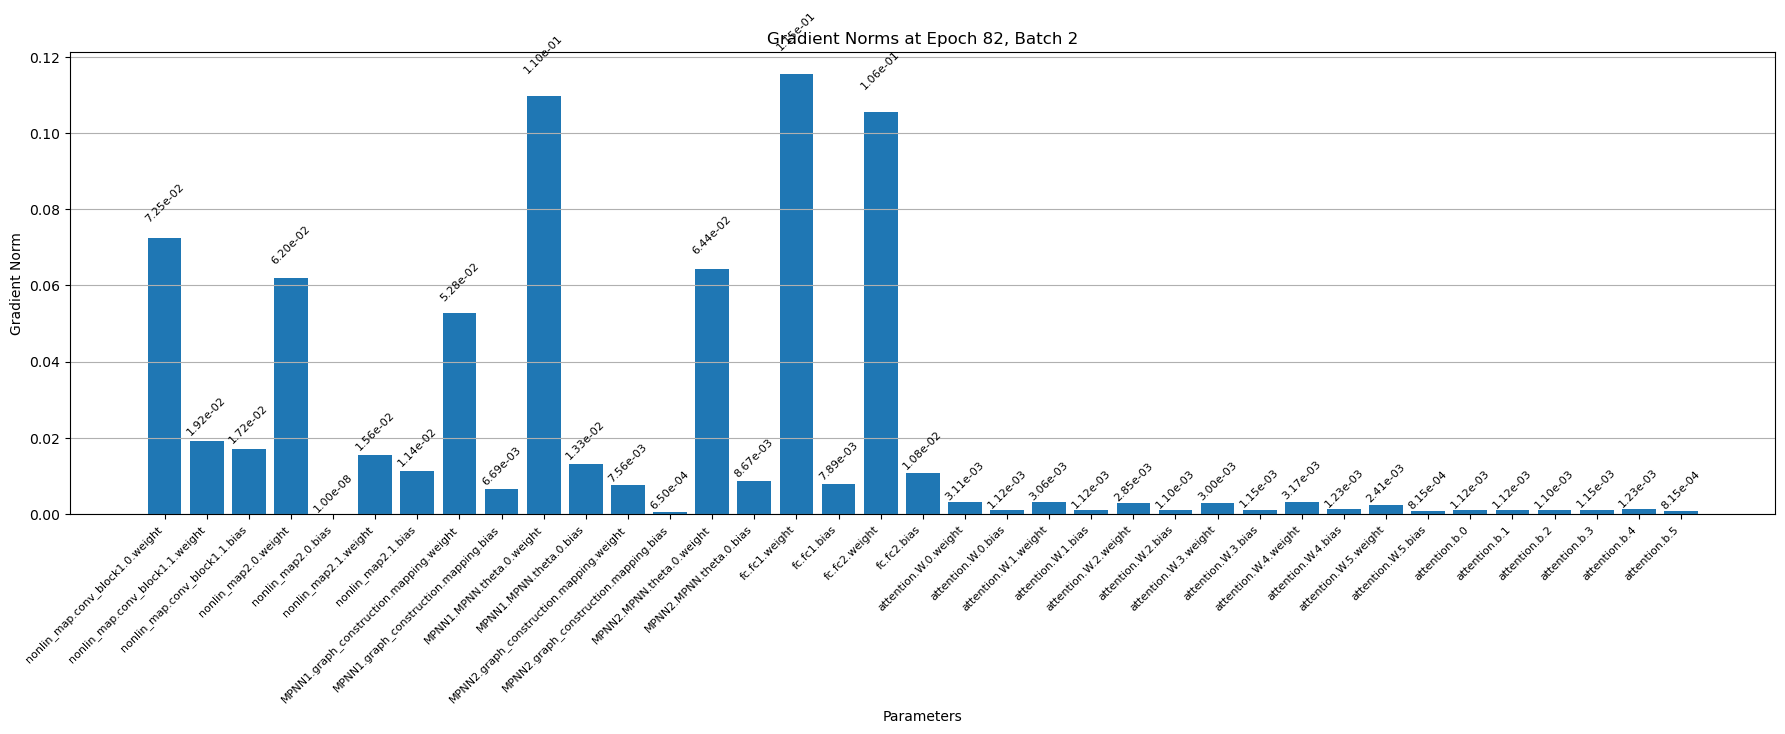 Gradient Norms at Epoch 82, Batch 2
Gradient Norm
0.12
0.10
0.08
0.06
0.04
0.02
0.00
7.25e-02
1.92e-02
1.72e-02
6.20e-02
1.00e-08
1.56e-02
1.14e-02
5.28e-02
6.69e-03
1.10e-01
1.33e-02
7.56e-03
6.50e-04
6.44e-02
8.67e-03
1.15e-01
7.89e-03
1.06e-01
1.08e-02
3.11e-03
1.12e-03
3.06e-03
1.12e-03
2.85e-03
1.10e-03
3.00e-03
1.15e-03
3.17e-03
1.23e-03
2.41e-03
8.15e-04
1.12e-03
1.12e-03
1.10e-03
1.15e-03
1.23e-03
8.15e-04
nonlin_map.conv_block1.0.weight
nonlin_map.conv_block1.1.weight
nonlin_map.conv_block1.1.bias
nonlin_map2.0.weight
nonlin_map2.0.bias
nonlin_map2.1.weight
nonlin_map2.1.bias
MPNN1.graph_construction.mapping.weight
MPNN1.graph_construction.mapping.bias
MPNN1.MPNN.theta.0.weight
MPNN1.MPNN.theta.0.bias
MPNN2.graph_construction.mapping.weight
MPNN2.graph_construction.mapping.bias
MPNN2.MPNN.theta.0.weight
MPNN2.MPNN.theta.0.bias
fc.fc1.weight
fc.fc1.bias
fc.fc2.weight
fc.fc2.bias
attention.W.0.weight
attention.W.0.bias
attention.W.1.weight
attention.W.1.bias
attention.W.2.weight
attention.W.2.bias
attention.W.3.weight
attention.W.3.bias
attention.W.4.weight
attention.W.4.bias
attention.W.5.weight
attention.W.5.bias
attention.b.0
attention.b.1
attention.b.2
attention.b.3
attention.b.4
attention.b.5
Parameters